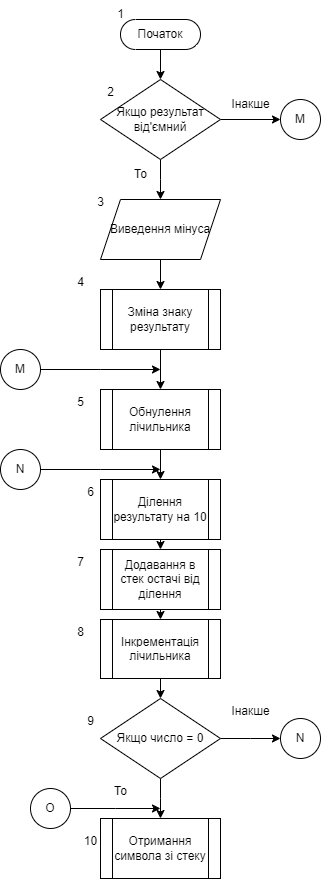 1
Початок
2
Якщо результат
від'ємний
Інакше
М
То
3
Виведення мінуса
4
Зміна знаку
результату
М
5
Обнулення
лічильника
N
6
Ділення
результату на 10
7
Додавання в
стек остачі від
ділення
8
Інкрементація
лічильника
9
Якщо число = 0
Інакше
N
То
О
10
Отримання
символа зі стеку